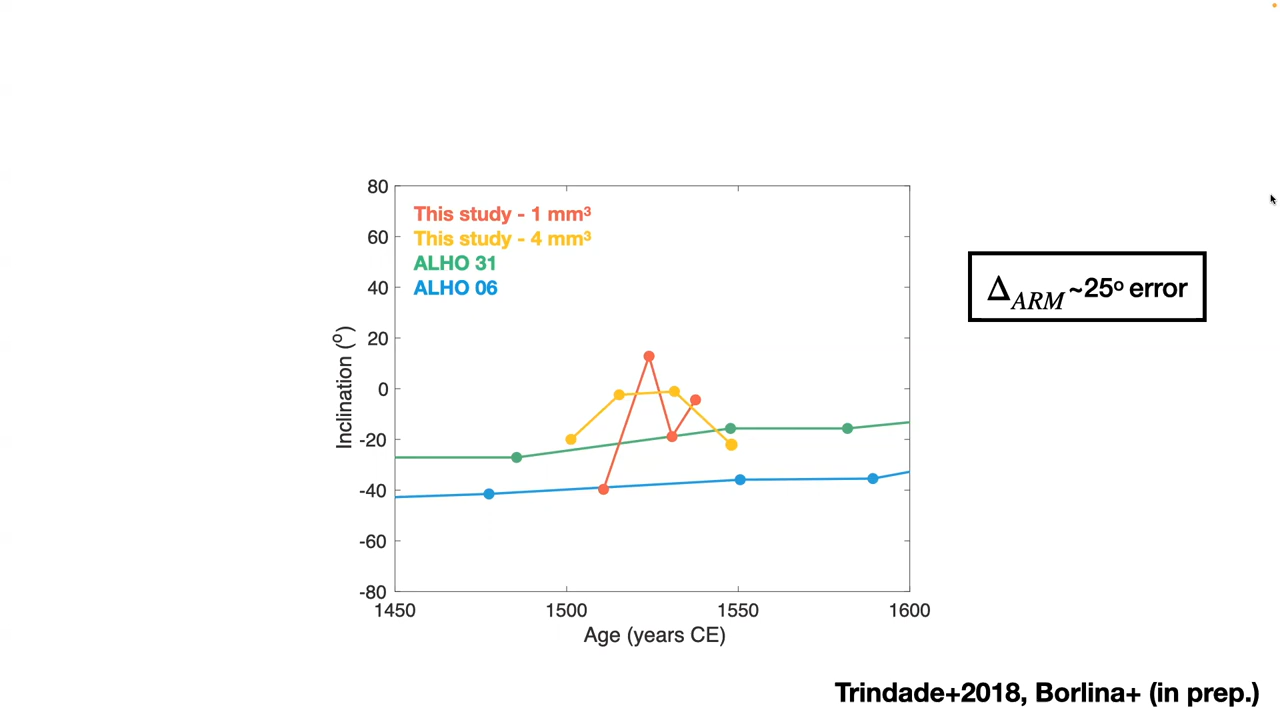 80
60
40
20
0
-20
-40
-60
-80
Inclination (º)
This study - 1 mm³
This study - 4 mm³
ALHO 31
ALHO 06
1450 1500 1550 1600
Age (years CE)
Δ_ARM ~25º error
Trindade+2018, Borlina+ (in prep.)